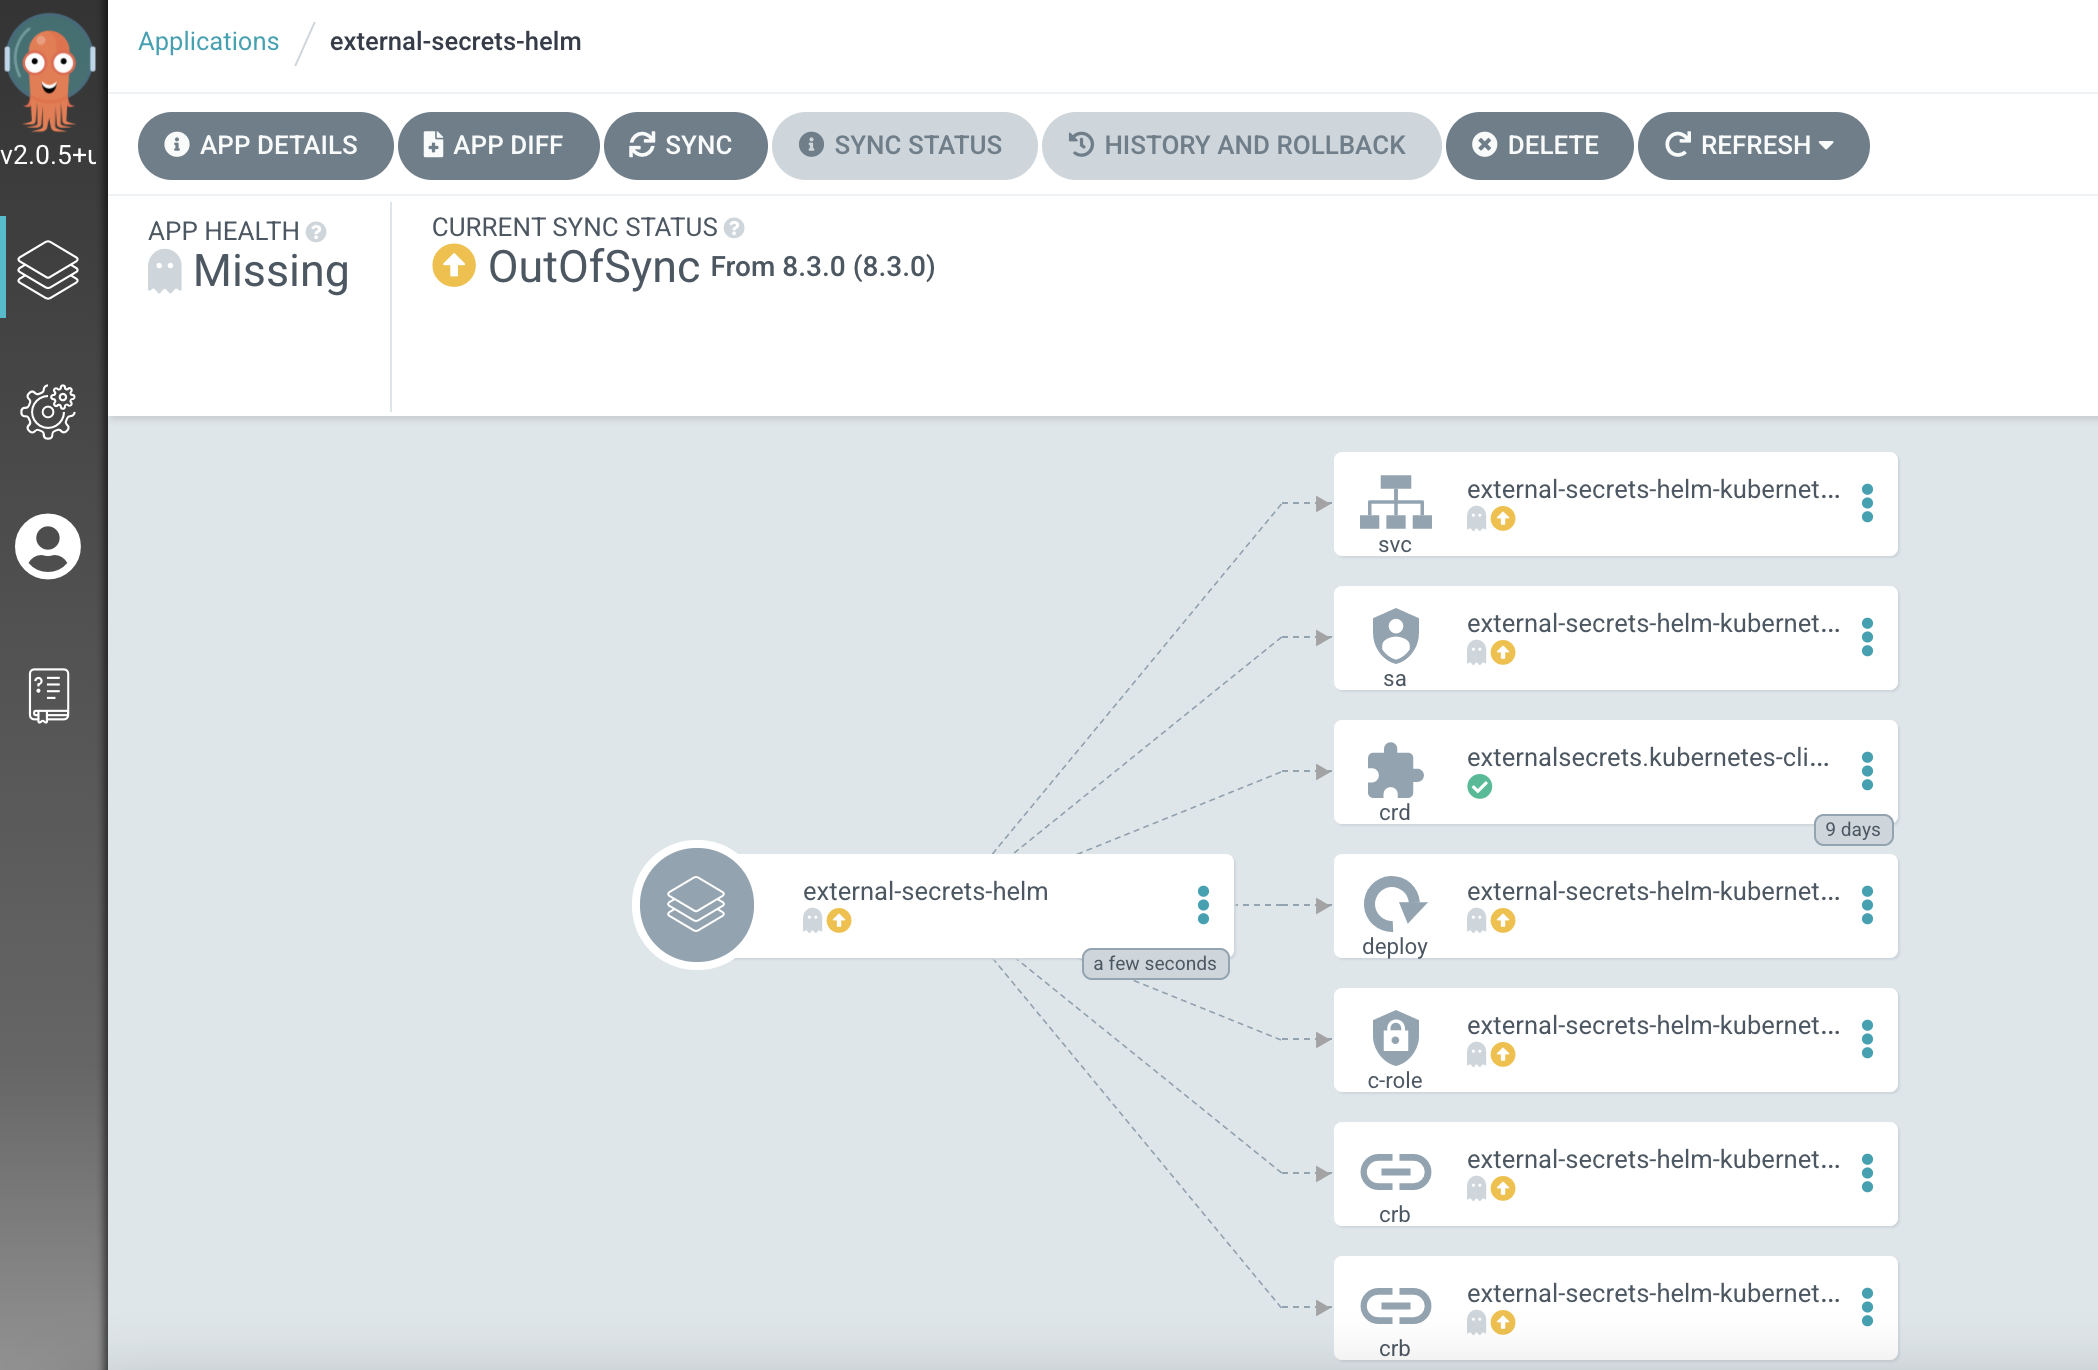 Applications / external-secrets-helm
v2.0.5+u
APP DETAILS
APP DIFF
SYNC
SYNC STATUS
HISTORY AND ROLLBACK
DELETE
REFRESH
APP HEALTH
Missing
CURRENT SYNC STATUS
OutOfSync From 8.3.0 (8.3.0)
external-secrets-helm
a few seconds
external-secrets-helm-kubernet...
svc
external-secrets-helm-kubernet...
sa
externalsecrets.kubernetes-cli...
crd
9 days
external-secrets-helm-kubernet...
deploy
external-secrets-helm-kubernet...
c-role
external-secrets-helm-kubernet...
crb
external-secrets-helm-kubernet...
crb